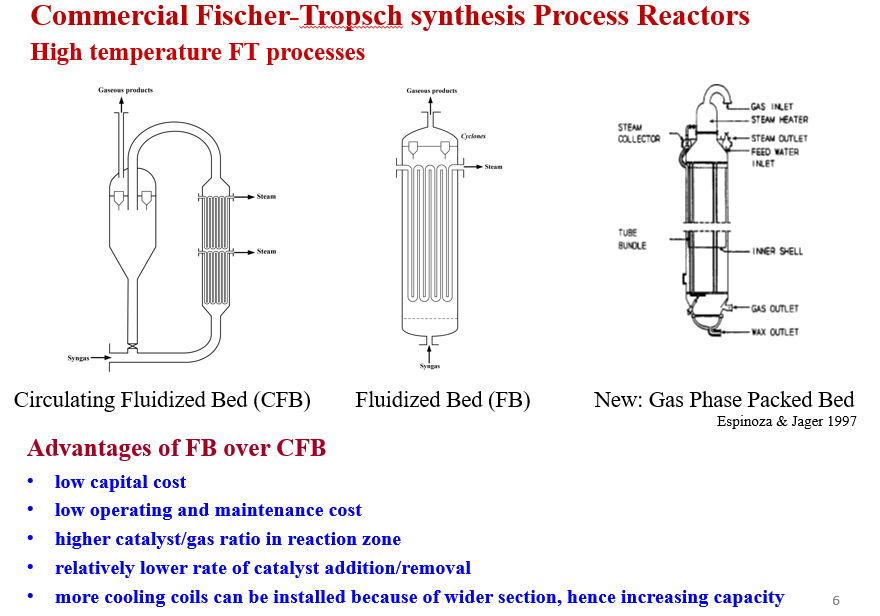 Commercial Fischer-Tropsch synthesis Process Reactors
High temperature FT processes
Gaseous products
Steam
Steam
Syngas
Gaseous products
Cyclones
Steam
Syngas
GAS INLET
STEAM HEATER
STEAM
COLLECTOR
STEAM OUTLET
FEED WATER
INLET
TUBE
BUNDLE
INNER SHELL
GAS OUTLET
WAX OUTLET
Circulating Fluidized Bed (CFB)
Fluidized Bed (FB)
New: Gas Phase Packed Bed
Espinoza & Jager 1997
Advantages of FB over CFB
• low capital cost
• low operating and maintenance cost
• higher catalyst/gas ratio in reaction zone
• relatively lower rate of catalyst addition/removal
• more cooling coils can be installed because of wider section, hence increasing capacity
6